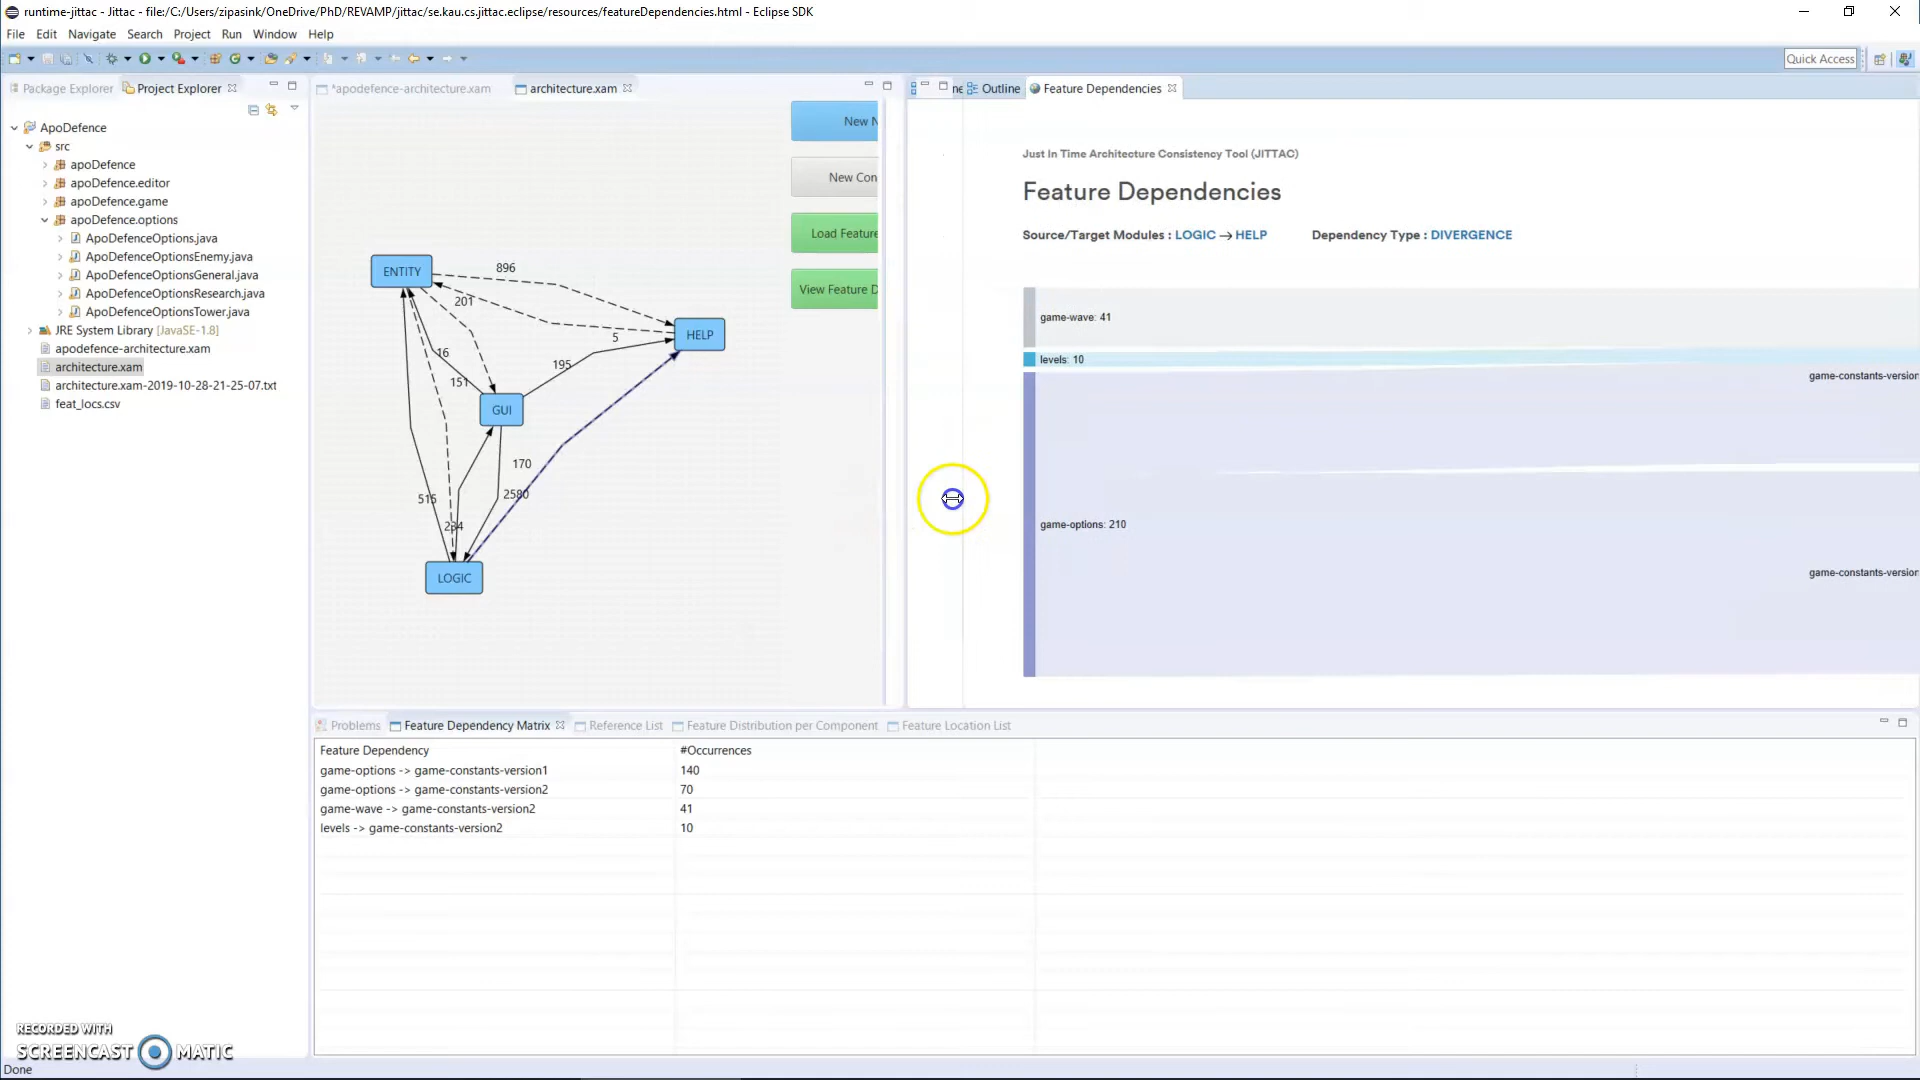 runtime-jittac - Jittac - file:/C:/Users/zipasink/OneDrive/PhD/REVAMP/jittac/se.kau.cs.jittac.eclipse/resources/featureDependencies.html - Eclipse SDK
File Edit Navigate Search Project Run Window Help
Quick Access
Package Explorer Project Explorer
*apodefence-architecture.xam architecture.xam
Outline Feature Dependencies
ApoDefence
src
apoDefence
apoDefence.editor
apoDefence.game
apoDefence.options
ApoDefenceOptions.java
ApoDefenceOptionsEnemy.java
ApoDefenceOptionsGeneral.java
ApoDefenceOptionsResearch.java
ApoDefenceOptionsTower.java
JRE System Library [JavaSE-1.8]
apodefence-architecture.xam
architecture.xam
architecture.xam-2019-10-28-21-25-07.txt
feat_locs.csv
New N
New Con
Load Feature
View Feature D
ENTITY
896
201
HELP
5
16
195
151
GUI
170
515
2580
234
LOGIC
Just In Time Architecture Consistency Tool (JITTAC)
Feature Dependencies
Source/Target Modules : LOGIC → HELP Dependency Type : DIVERGENCE
game-wave: 41
levels: 10
game-constants-version
game-options: 210
game-constants-version
Problems Feature Dependency Matrix Reference List Feature Distribution per Component Feature Location List
Feature Dependency #Occurrences
game-options -> game-constants-version1 140
game-options -> game-constants-version2 70
game-wave -> game-constants-version2 41
levels -> game-constants-version2 10
RECORDED WITH
SCREENCAST MATIC
Done